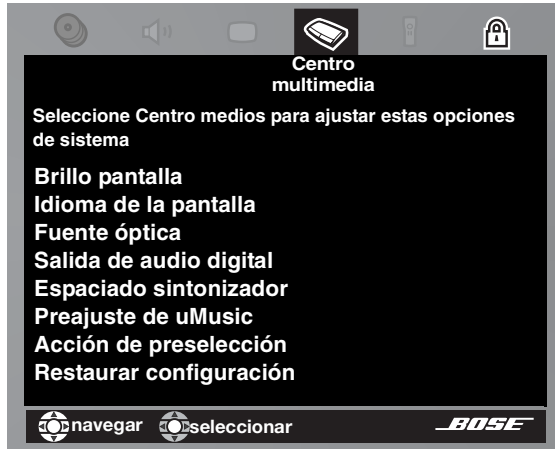 Centro
multimedia
Seleccione Centro medios para ajustar estas opciones
de sistema
Brillo pantalla
Idioma de la pantalla
Fuente óptica
Salida de audio digital
Espaciado sintonizador
Preajuste de uMusic
Acción de preselección
Restaurar configuración
navegar seleccionar BOSE